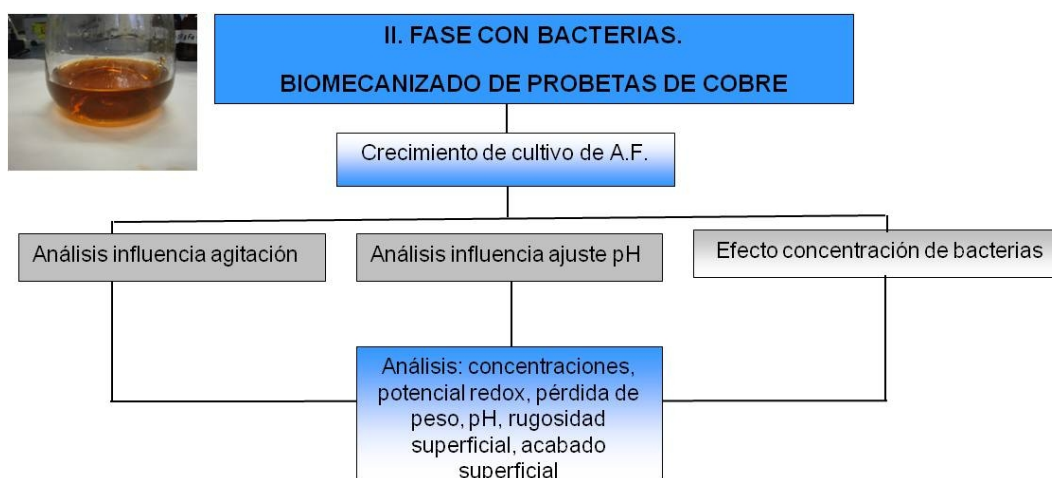 II. FASE CON BACTERIAS.
BIOMECANIZADO DE PROBETAS DE COBRE
Crecimiento de cultivo de A.F.
Análisis influencia agitación
Análisis influencia ajuste pH
Efecto concentración de bacterias
Análisis: concentraciones,
potencial redox, pérdida de
peso, pH, rugosidad
superficial, acabado
superficial